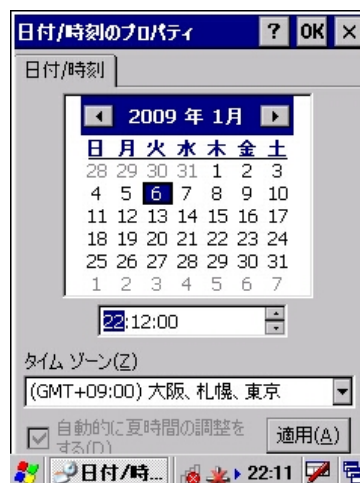 日付/時刻のプロパティ ? OK ×
日付/時刻
2009 年 1月
日 月 火 水 木 金 土
28 29 30 31 1 2 3
4 5 6 7 8 9 10
11 12 13 14 15 16 17
18 19 20 21 22 23 24
25 26 27 28 29 30 31
1 2 3 4 5 6 7
22:12:00
タイム ゾーン(Z)
(GMT+09:00) 大阪、札幌、東京
自動的に夏時間の調整を
する(D)
適用(A)
日付/時... 22:11